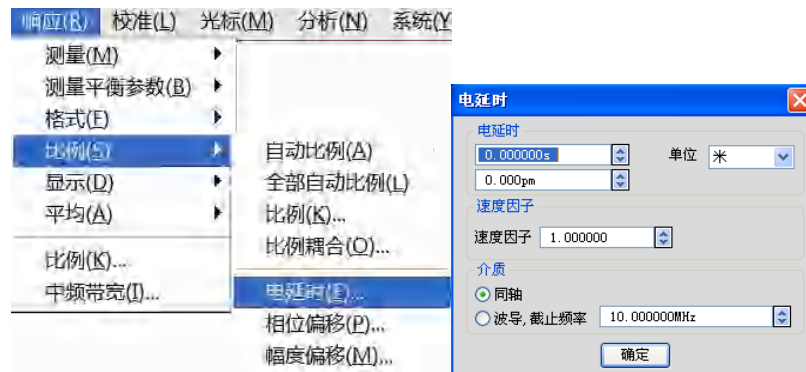 响应(R) 校准(L) 光标(M) 分析(N) 系统(Y
测量(M)
测量平衡参数(B)
格式(F)
比例(S)
显示(D)
平均(A)
比例(K)...
中频带宽(I)...
自动比例(A)
全部自动比例(L)
比例(K)...
比例耦合(O)...
电延时(E)...
相位偏移(P)...
幅度偏移(M)...
电延时
电延时
0.000000s 单位 米
0.000pm
速度因子
速度因子 1.000000
介质
同轴
波导,截止频率 10.000000MHz
确定